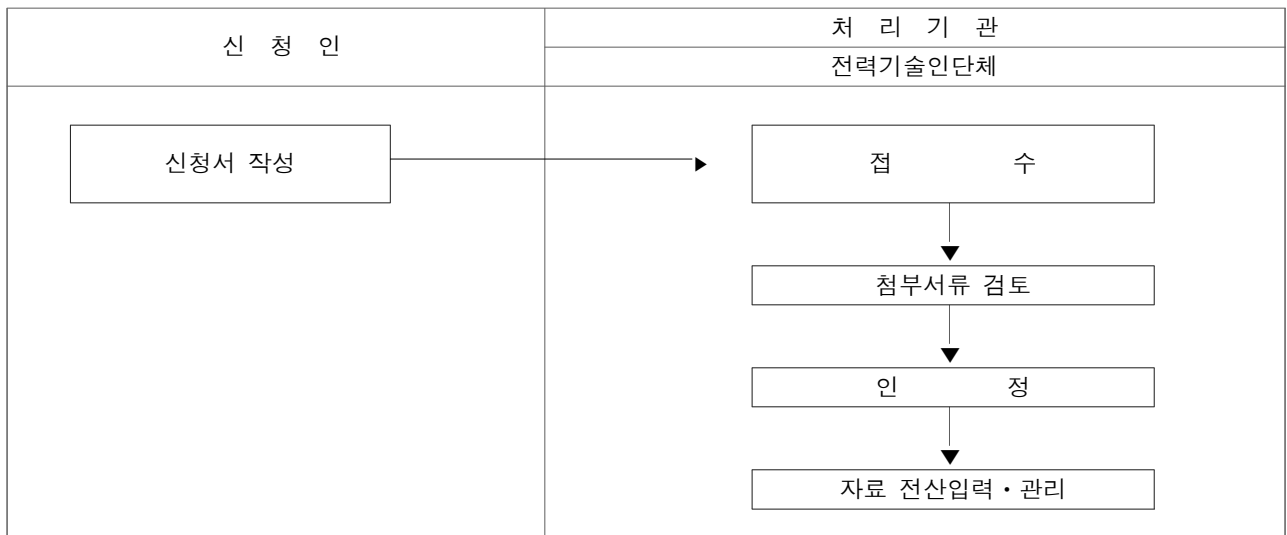 신 청 인
처 리 기 관
전력기술인단체
신청서 작성
접 수
첨부서류 검토
인 정
자료 전산입력・관리